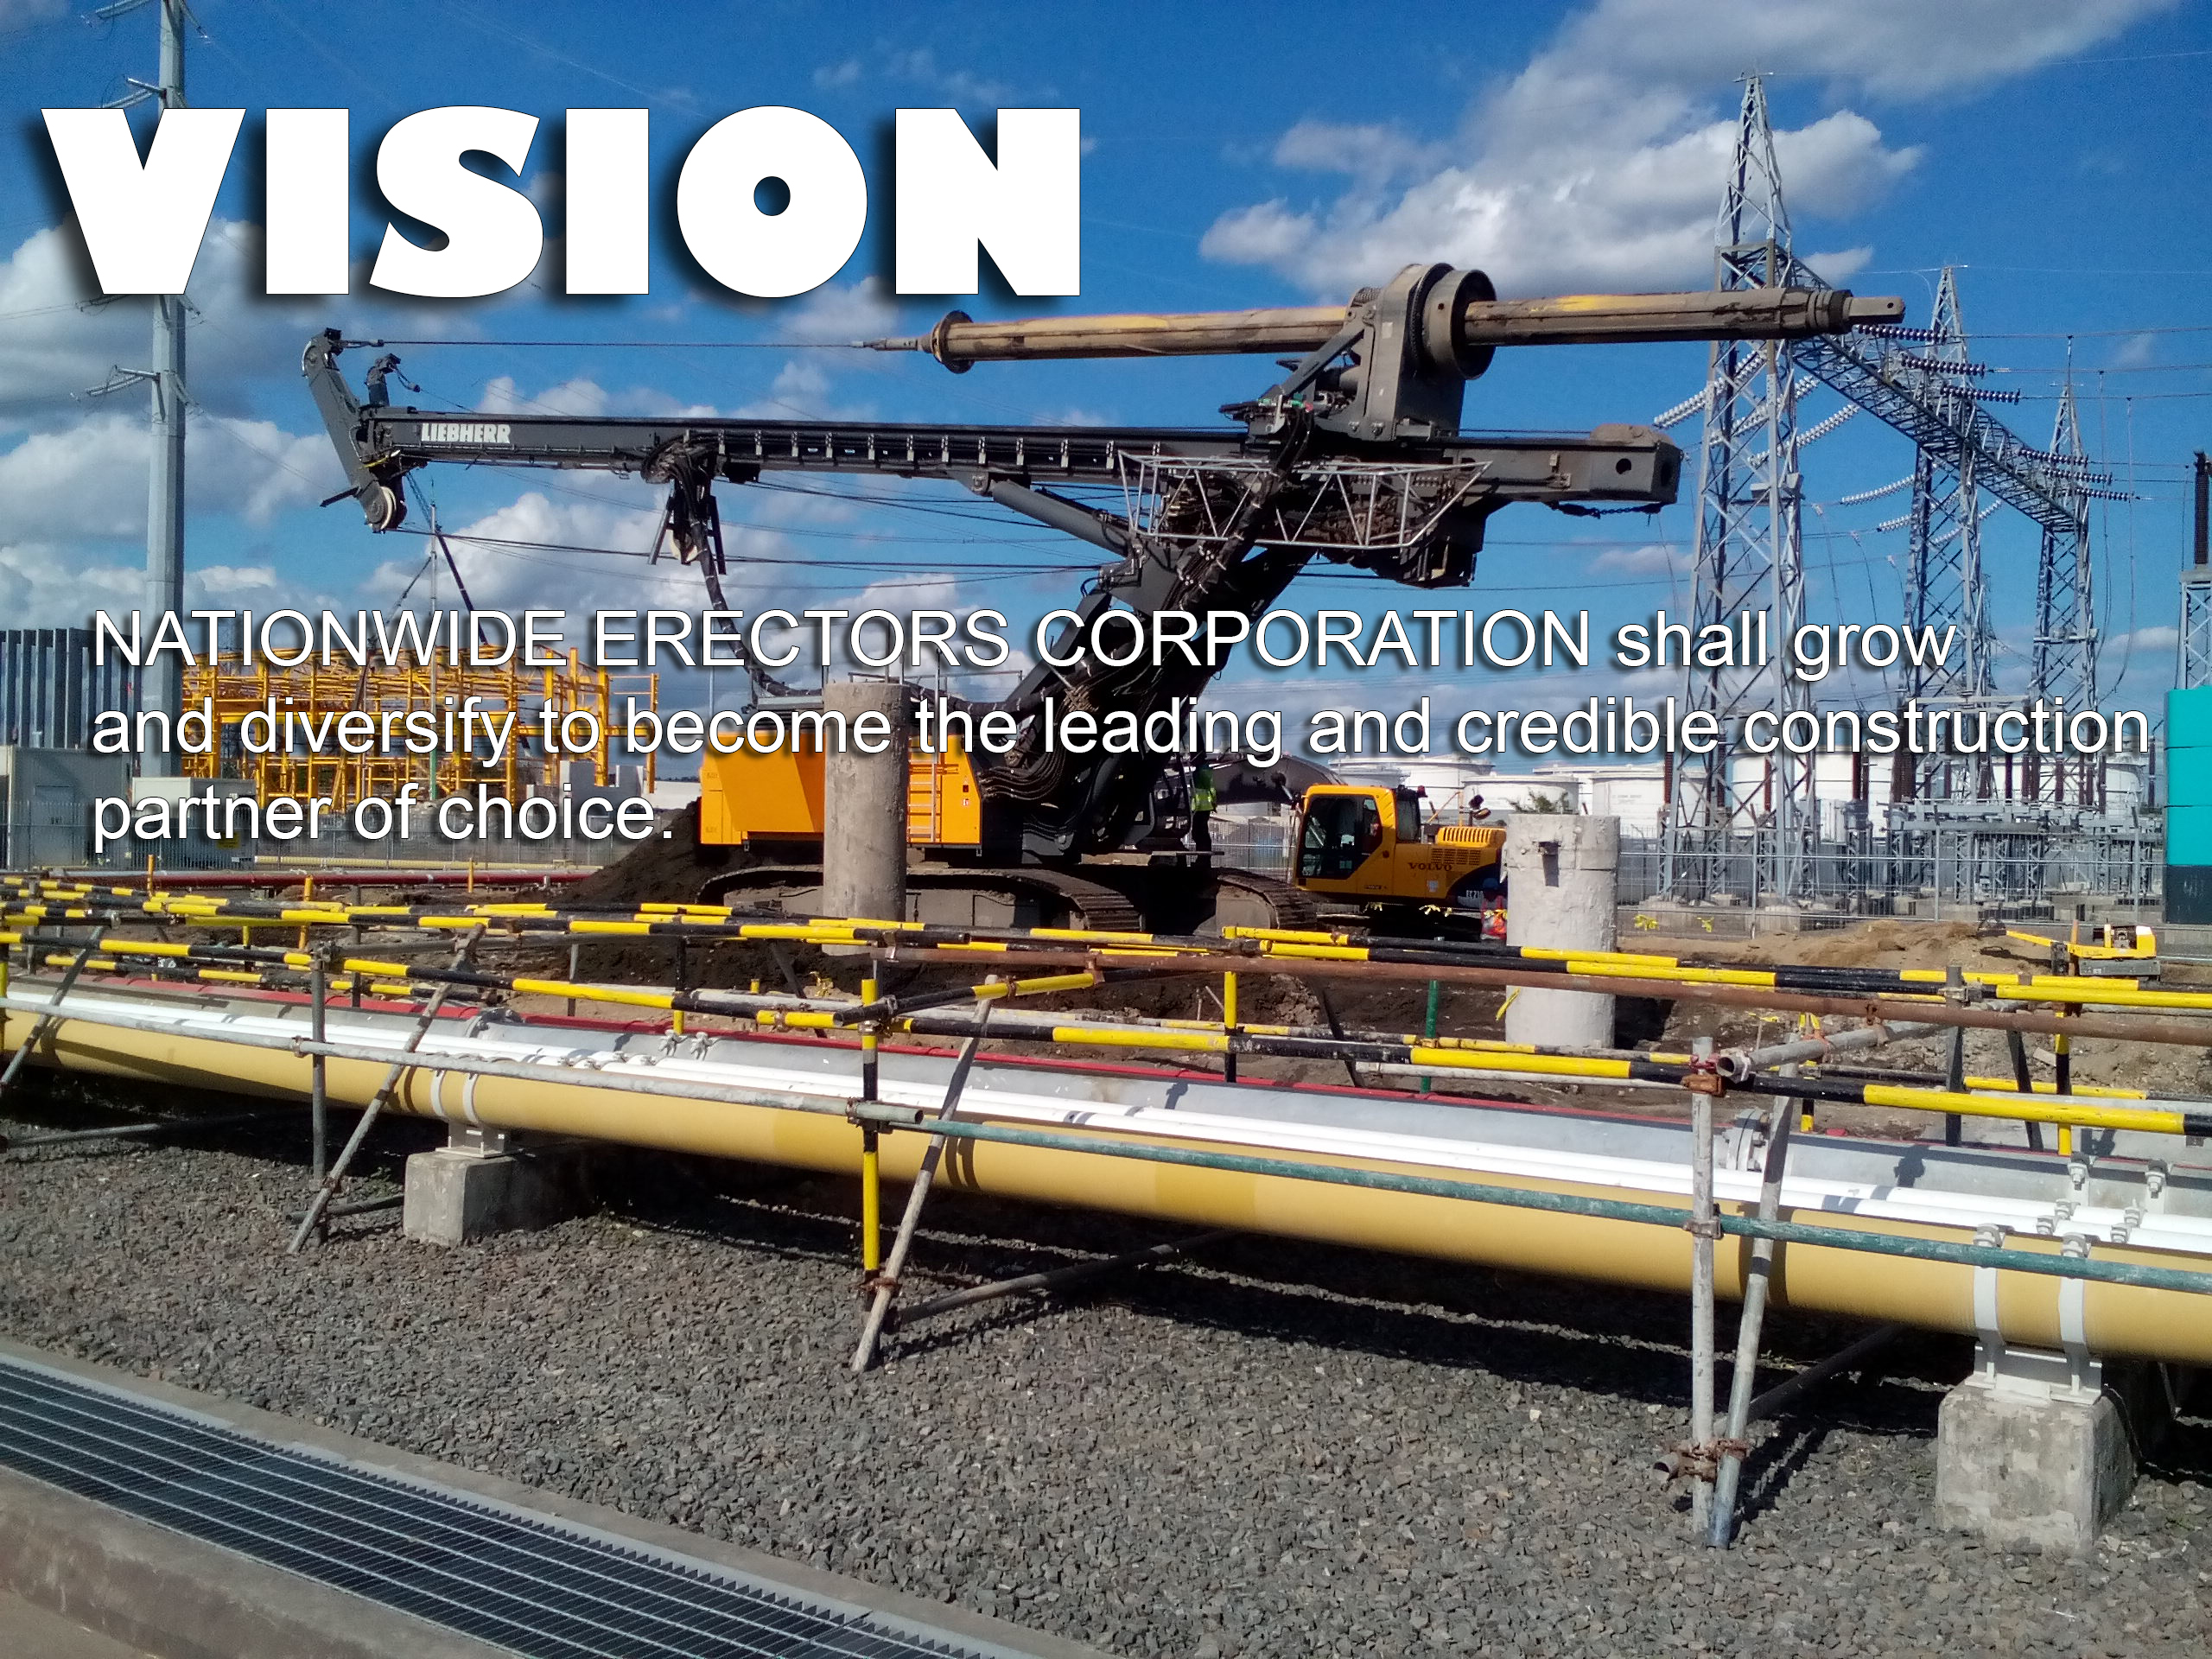 VISION
LIEBHERR
NATIONWIDE ERECTORS CORPORATION shall grow
and diversify to become the leading and credible construction
partner of choice.
VOLVO